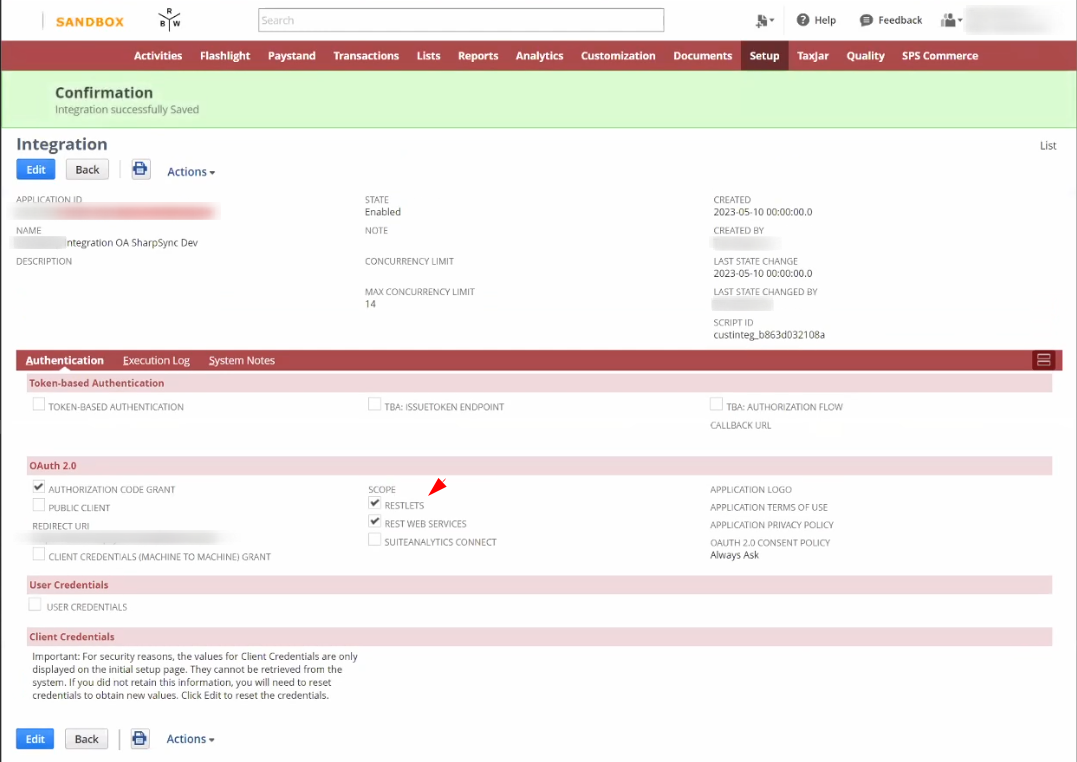 SANDBOX
R
B W
Search
Help
Feedback
Activities Flashlight Paystand Transactions Lists Reports Analytics Customization Documents Setup TaxJar Quality SPS Commerce
Confirmation
Integration successfully Saved
Integration
List
Edit Back Actions
APPLICATION ID
NAME
ntegration OA SharpSync Dev
DESCRIPTION
STATE
Enabled
NOTE
CONCURRENCY LIMIT
MAX CONCURRENCY LIMIT
14
CREATED
2023-05-10 00:00:00.0
CREATED BY
LAST STATE CHANGE
2023-05-10 00:00:00.0
LAST STATE CHANGED BY
SCRIPT ID
custinteg_b863d032108a
Authentication Execution Log System Notes
Token-based Authentication
TOKEN-BASED AUTHENTICATION
TBA: ISSUETOKEN ENDPOINT
TBA: AUTHORIZATION FLOW
CALLBACK URL
OAuth 2.0
AUTHORIZATION CODE GRANT
PUBLIC CLIENT
REDIRECT URI
CLIENT CREDENTIALS (MACHINE TO MACHINE) GRANT
SCOPE
RESTLETS
REST WEB SERVICES
SUITEANALYTICS CONNECT
APPLICATION LOGO
APPLICATION TERMS OF USE
APPLICATION PRIVACY POLICY
OAUTH 2.0 CONSENT POLICY
Always Ask
User Credentials
USER CREDENTIALS
Client Credentials
Important: For security reasons, the values for Client Credentials are only
displayed on the initial setup page. They cannot be retrieved from the
system. If you did not retain this information, you will need to reset
credentials to obtain new values. Click Edit to reset the credentials.
Edit Back Actions